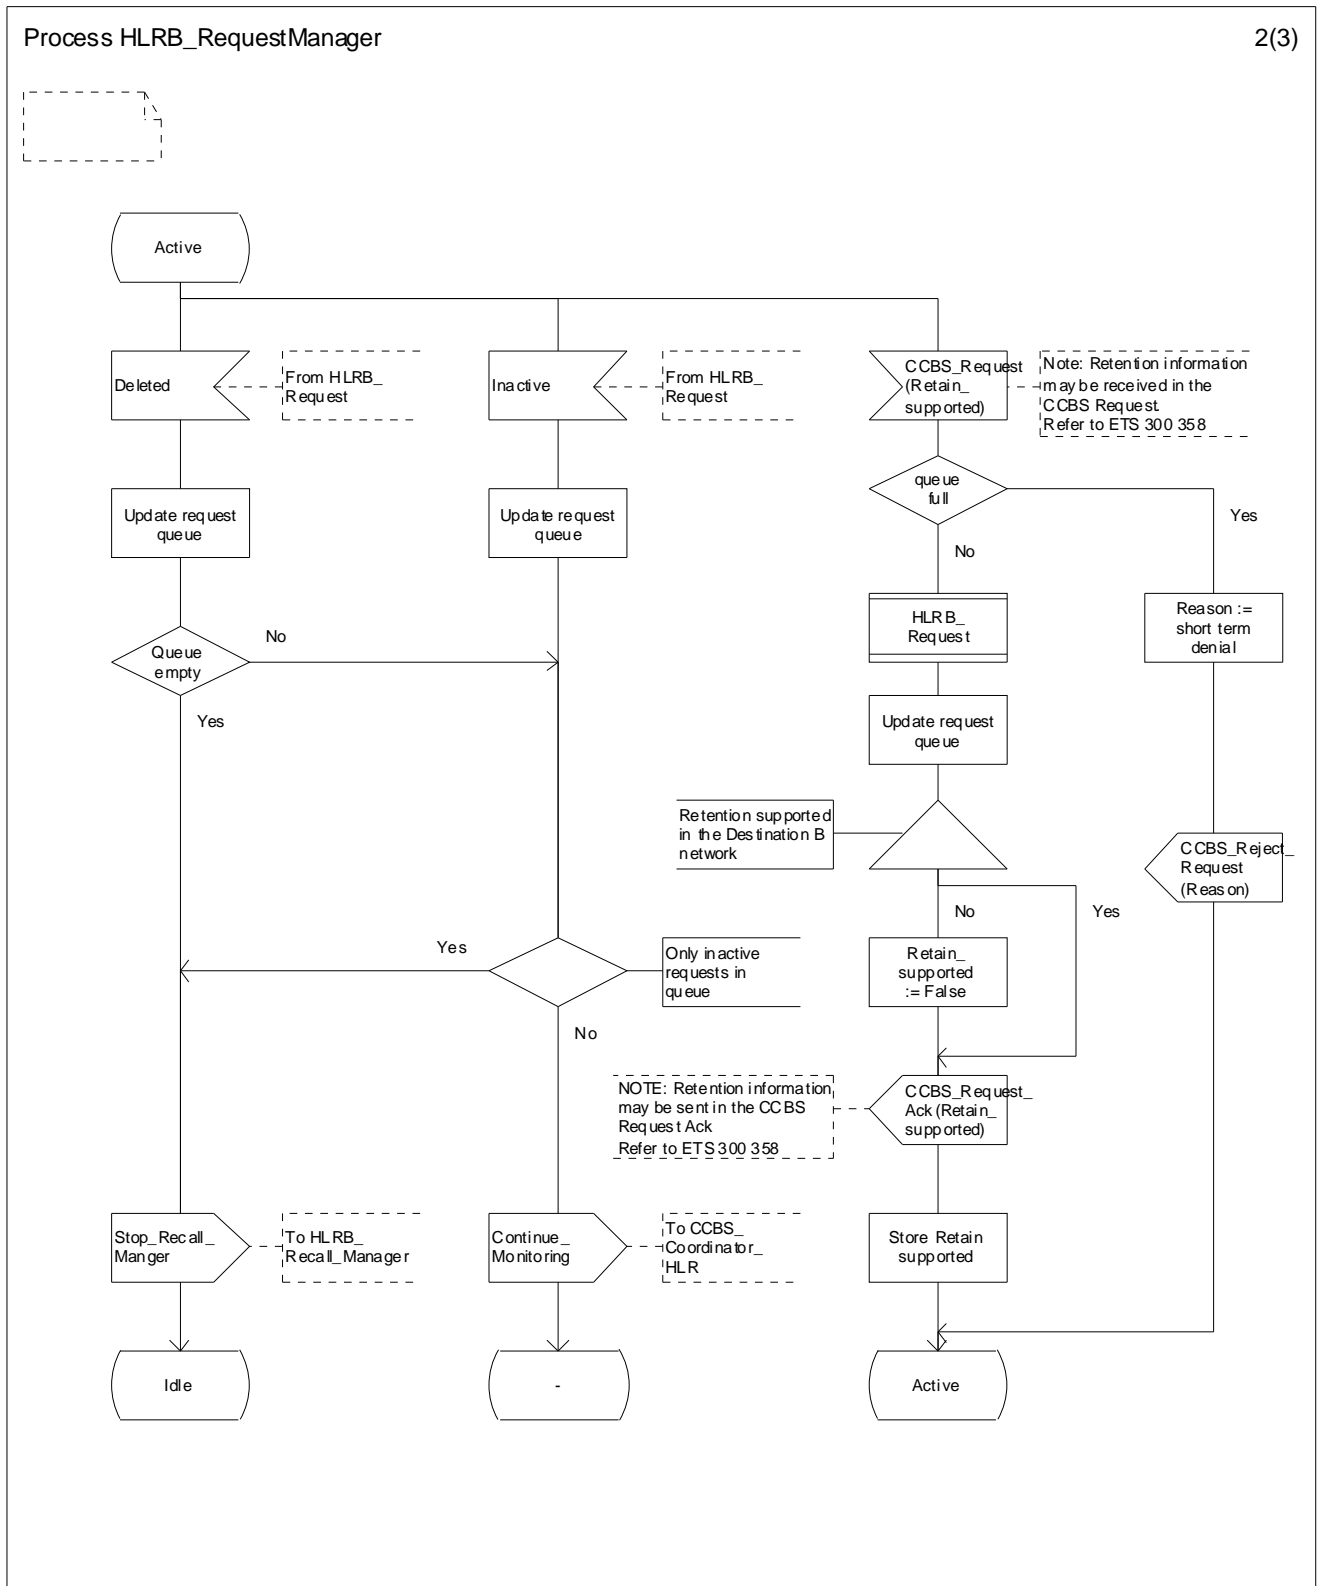 Process HLRB_RequestManager
2(3)
Active
Deleted
From HLRB_
Request
Inactive
From HLRB_
Request
CCBS_Request
(Retain_
supported)
Note: Retention information
may be received in the
CCBS Request.
Refer to ETS 300 358
Update request
queue
Update request
queue
queue
full
Yes
No
HLRB_
Request
Reason :=
short term
denial
Queue
empty
No
Yes
Update request
queue
Retention supported
in the Destination B
network
CCBS_Reject_
Request
(Reason)
No
Yes
Yes
Only inactive
requests in
queue
Retain_
supported
:= False
No
NOTE: Retention information
may be sent in the CCBS
Request Ack
Refer to ETS 300 358
CCBS_Request_
Ack (Retain_
supported)
Stop_Recall_
Manger
To HLRB_
Recall_Manager
Continue_
Monitoring
To CCBS_
Coordinator_
HLR
Store Retain
supported
Idle
-
Active